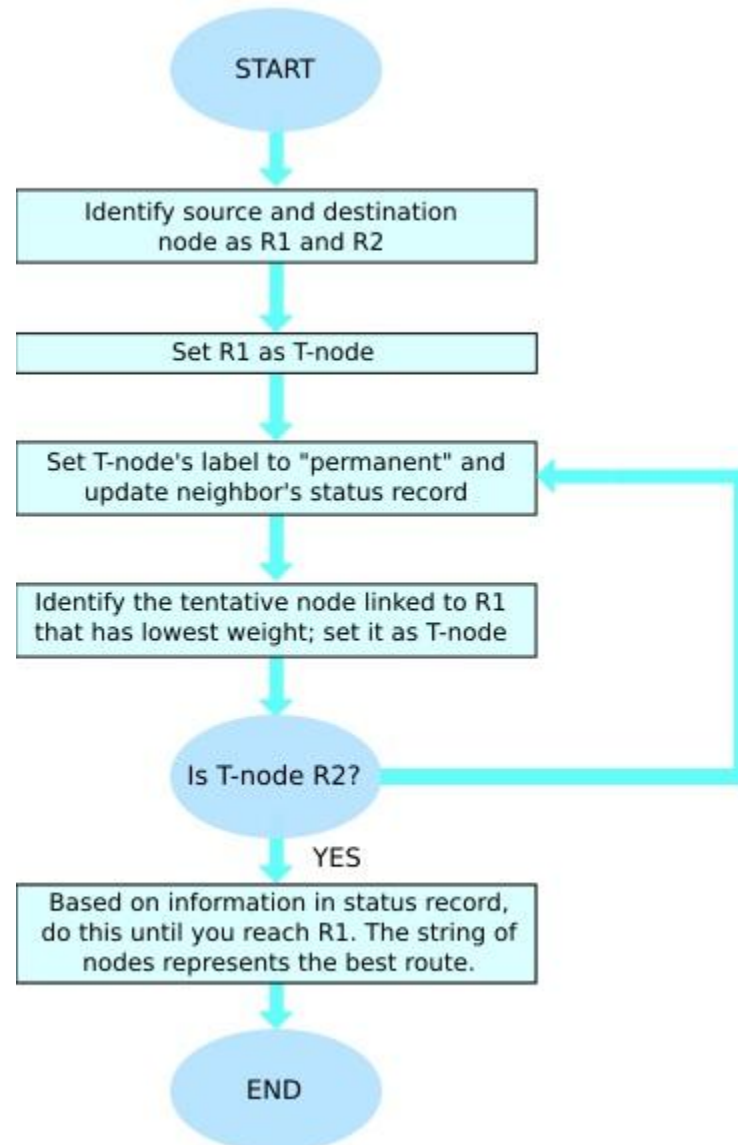 START
Identify source and destination
node as R1 and R2
Set R1 as T-node
Set T-node's label to "permanent" and
update neighbor's status record
Identify the tentative node linked to R1
that has lowest weight; set it as T-node
Is T-node R2?
YES
Based on information in status record,
do this until you reach R1. The string of
nodes represents the best route.
END